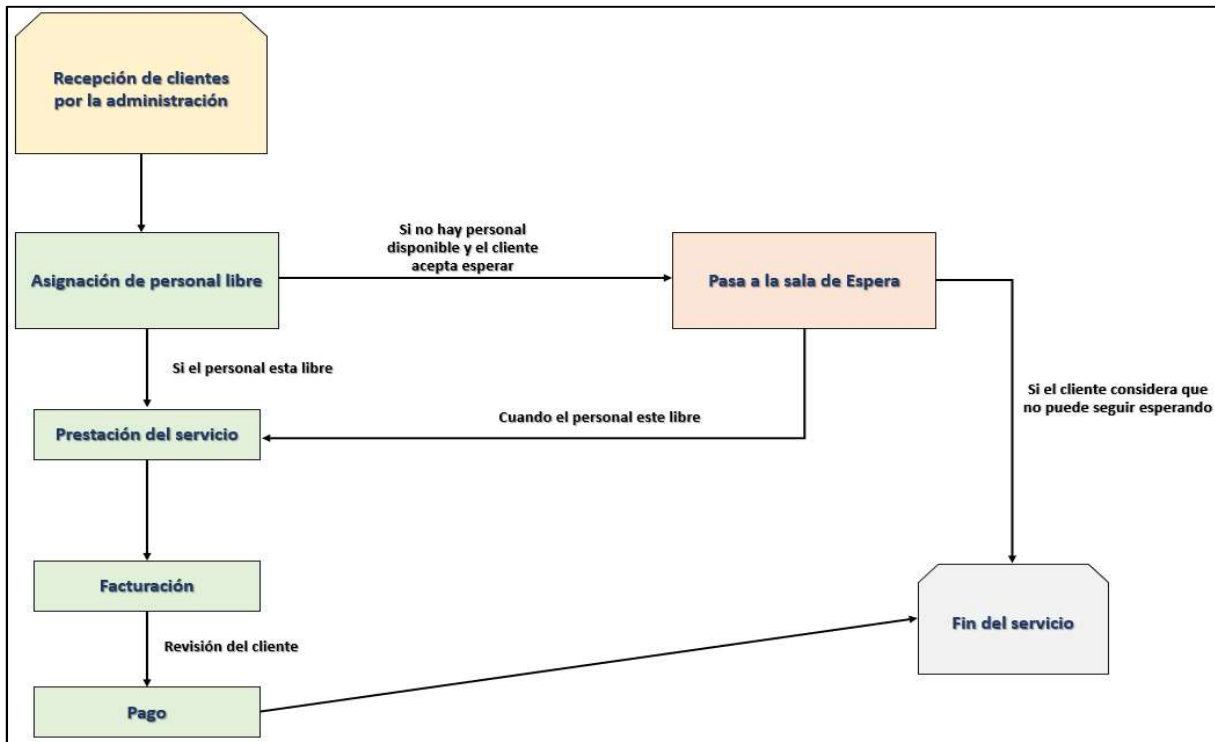 Recepción de clientes
por la administración
Si no hay personal
disponible y el cliente
acepta esperar
Asignación de personal libre
Pasa a la sala de Espera
Si el personal esta libre
Si el cliente considera que
no puede seguir esperando
Cuando el personal este libre
Prestación del servicio
Facturación
Fin del servicio
Revisión del cliente
Pago